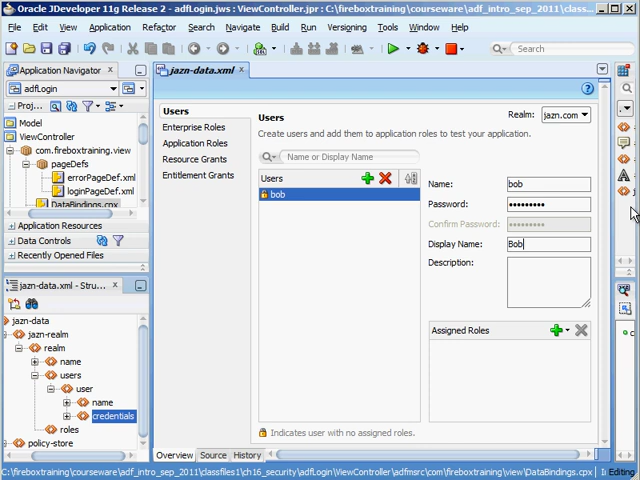 Oracle JDeveloper 11g Release 2 - adfLogin.jws : ViewController.jpr : C:\fireboxtraining\courseware\adf_intro_sep_2011\class...
File Edit View Application Refactor Search Navigate Build Run Versioning Tools Window Help
Search
Application Navigator
adfLogin
Proj...
Model
ViewController
com.fireboxtraining.view
pageDefs
errorPageDef.xml
loginPageDef.xml
DataBindings.cpx
Application Resources
Data Controls
Recently Opened Files
jazn-data.xml - Stru...
jazn-data
jazn-realm
realm
name
users
user
name
credentials
roles
policy-store
jazn-data.xml
Users
Enterprise Roles
Application Roles
Resource Grants
Entitlement Grants
Users
Realm: jazn.com
Create users and add them to application roles to test your application.
Name or Display Name
Users
bob
Name: bob
Password: •••••••••
Confirm Password: •••••••••
Display Name: Bob
Description:
Assigned Roles
Indicates user with no assigned roles.
Overview Source History
C:\fireboxtraining\courseware\adf_intro_sep_2011\classfiles1\ch16_security\adfLogin\ViewController\adfmsrc\com\fireboxtraining\view\DataBindings.cpx Editing